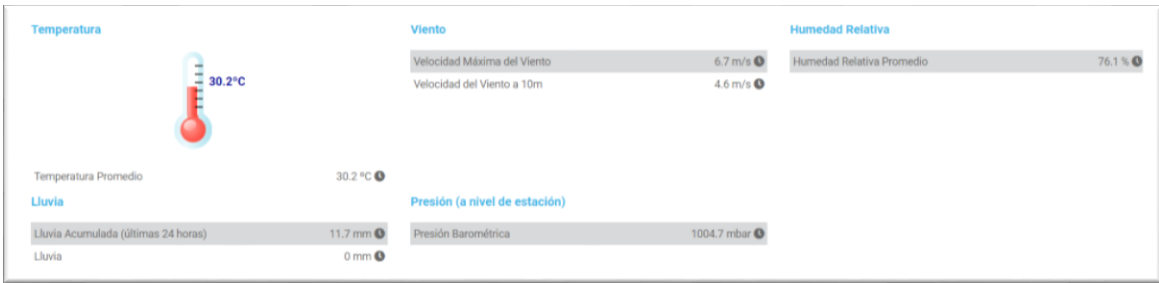 Temperatura
30.2°C
Temperatura Promedio 30.2 °C
Viento
Velocidad Máxima del Viento 6.7 m/s
Velocidad del Viento a 10m 4.6 m/s
Humedad Relativa
Humedad Relativa Promedio 76.1 %
Lluvia
Lluvia Acumulada (últimas 24 horas) 11.7 mm
Lluvia 0 mm
Presión (a nivel de estación)
Presión Barométrica 1004.7 mbar